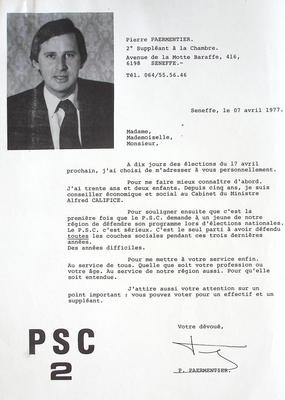 Pierre PAERMENTIER.
2° Suppléant à la Chambre.
Avenue de la Motte Baraffe, 416,
6198 SENEFFE.-
Tél. 064/55.56.46
Seneffe, le 07 avril 1977.
Madame,
Mademoiselle,
Monsieur,
A dix jours des élections du 17 avril
prochain, j'ai choisi de m'adresser à vous personnellement.
Pour me faire mieux connaître d'abord.
J'ai trente ans et deux enfants. Depuis cinq ans, je suis
conseiller économique et social au Cabinet du Ministre
Alfred CALIFICE.
Pour souligner ensuite que c'est la
première fois que le P.S.C. demande à un jeune de notre
région de défendre son programme lors d'élections nationales.
Le P.S.C. c'est sérieux. C'est le seul parti à avoir défendu
toutes les couches sociales pendant ces trois dernières
années.
Des années difficiles.
Pour me mettre à votre service enfin.
Au service de tous. Quelle que soit votre profession ou
votre âge. Au service de notre région aussi. Pour qu'elle
soit entendue.
J'attire aussi votre attention sur un
point important : vous pouvez voter pour un effectif et un
suppléant.
Votre dévoué,
P. PAERMENTIER.
PSC
2